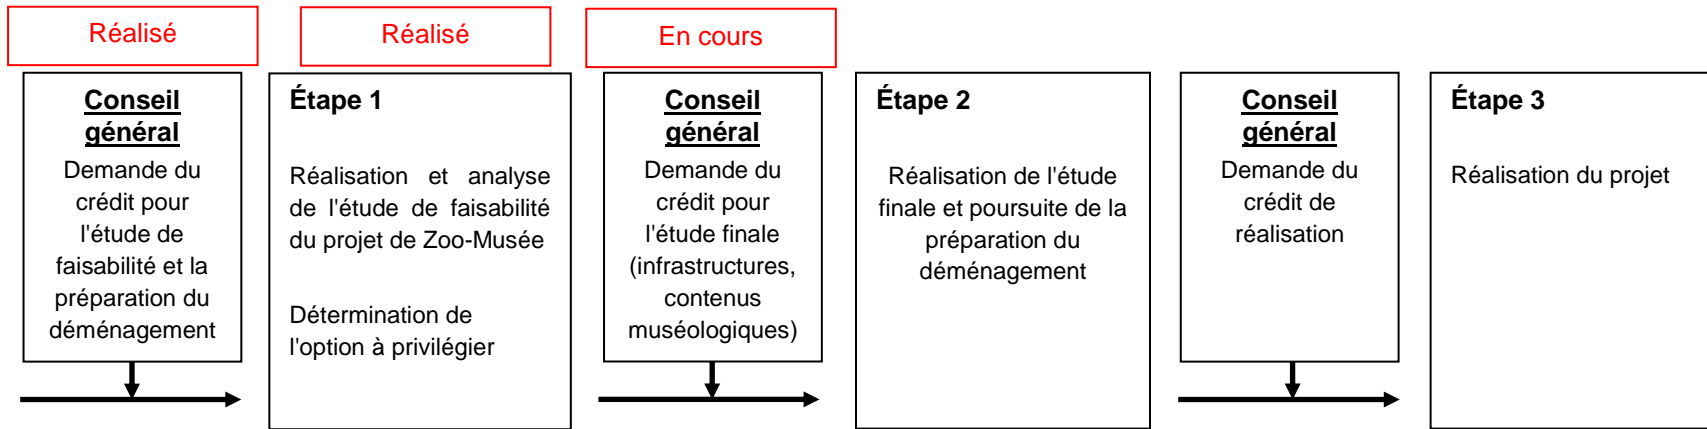 Réalisé
Réalisé
En cours
Conseil
général
Demande du
crédit pour
l'étude de
faisabilité et la
préparation du
déménagement
Étape 1
Réalisation et analyse
de l'étude de faisabilité
du projet de Zoo-Musée
Détermination de
l'option à privilégier
Conseil
général
Demande du
crédit pour
l'étude finale
(infrastructures,
contenus
muséologiques)
Étape 2
Réalisation de l'étude
finale et poursuite de la
préparation du
déménagement
Conseil
général
Demande du
crédit de
réalisation
Étape 3
Réalisation du projet